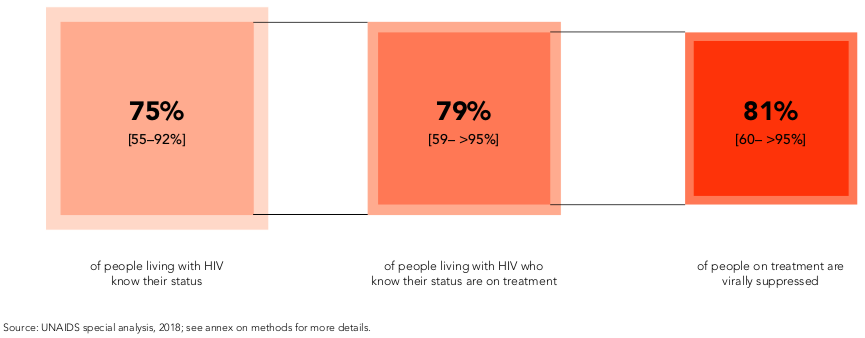 75%
[55–92%]
79%
[59– >95%]
81%
[60– >95%]
of people living with HIV
know their status
of people living with HIV who
know their status are on treatment
of people on treatment are
virally suppressed
Source: UNAIDS special analysis, 2018; see annex on methods for more details.